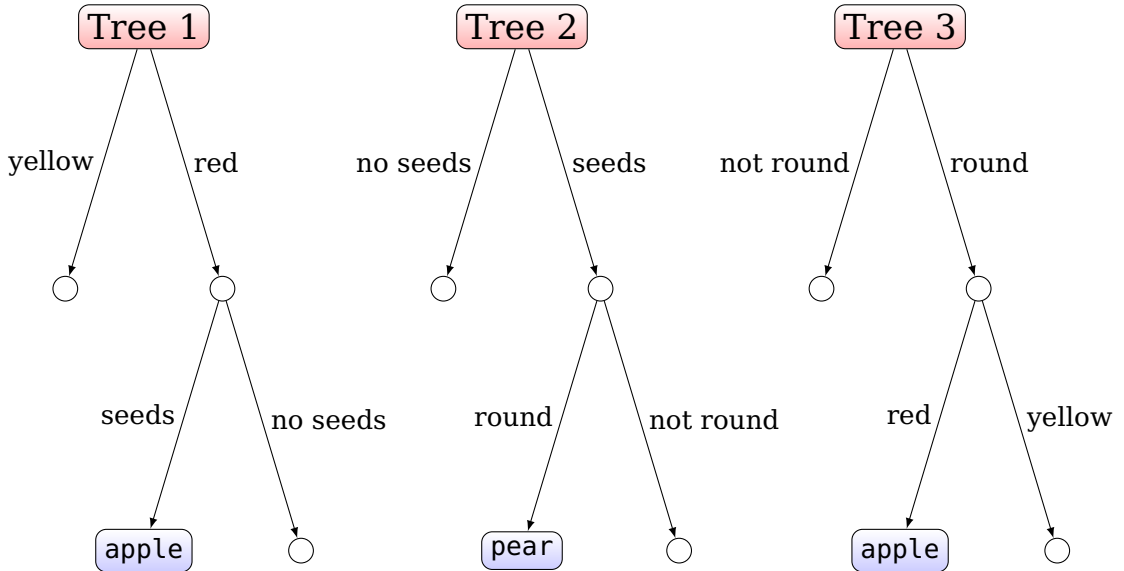 Tree 1
Tree 2
Tree 3
yellow
red
no seeds
seeds
not round
round
seeds
no seeds
round
not round
red
yellow
apple
pear
apple